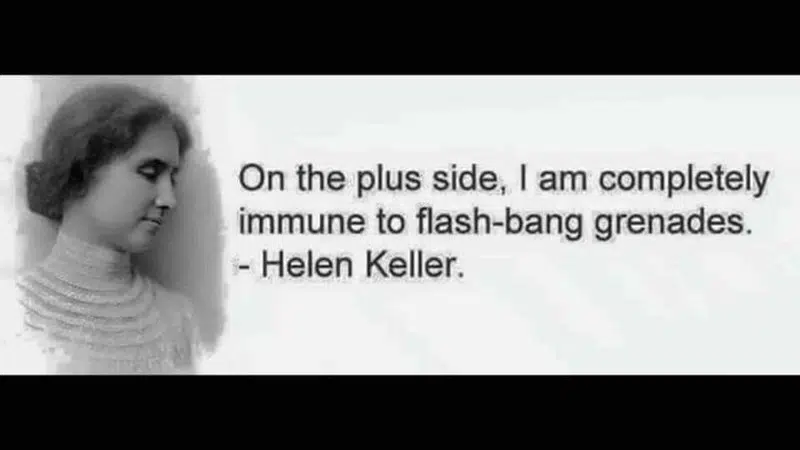 On the plus side, I am completely
immune to flash-bang grenades.
- Helen Keller.